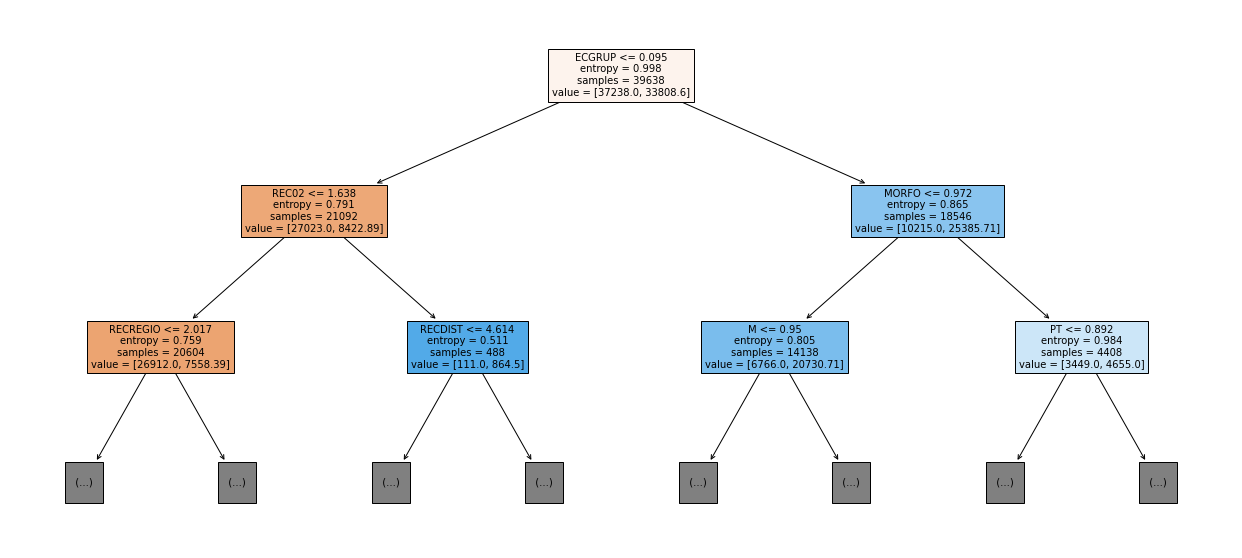 ECGRUP <= 0.095
entropy = 0.998
samples = 39638
value = [37238.0, 33808.6]
REC02 <= 1.638
entropy = 0.791
samples = 21092
value = [27023.0, 8422.89]
MORFO <= 0.972
entropy = 0.865
samples = 18546
value = [10215.0, 25385.71]
RECREGIO <= 2.017
entropy = 0.759
samples = 20604
value = [26912.0, 7558.39]
RECDIST <= 4.614
entropy = 0.511
samples = 488
value = [111.0, 864.5]
M <= 0.95
entropy = 0.805
samples = 14138
value = [6766.0, 20730.71]
PT <= 0.892
entropy = 0.984
samples = 4408
value = [3449.0, 4655.0]
(...)
(...)
(...)
(...)
(...)
(...)
(...)
(...)